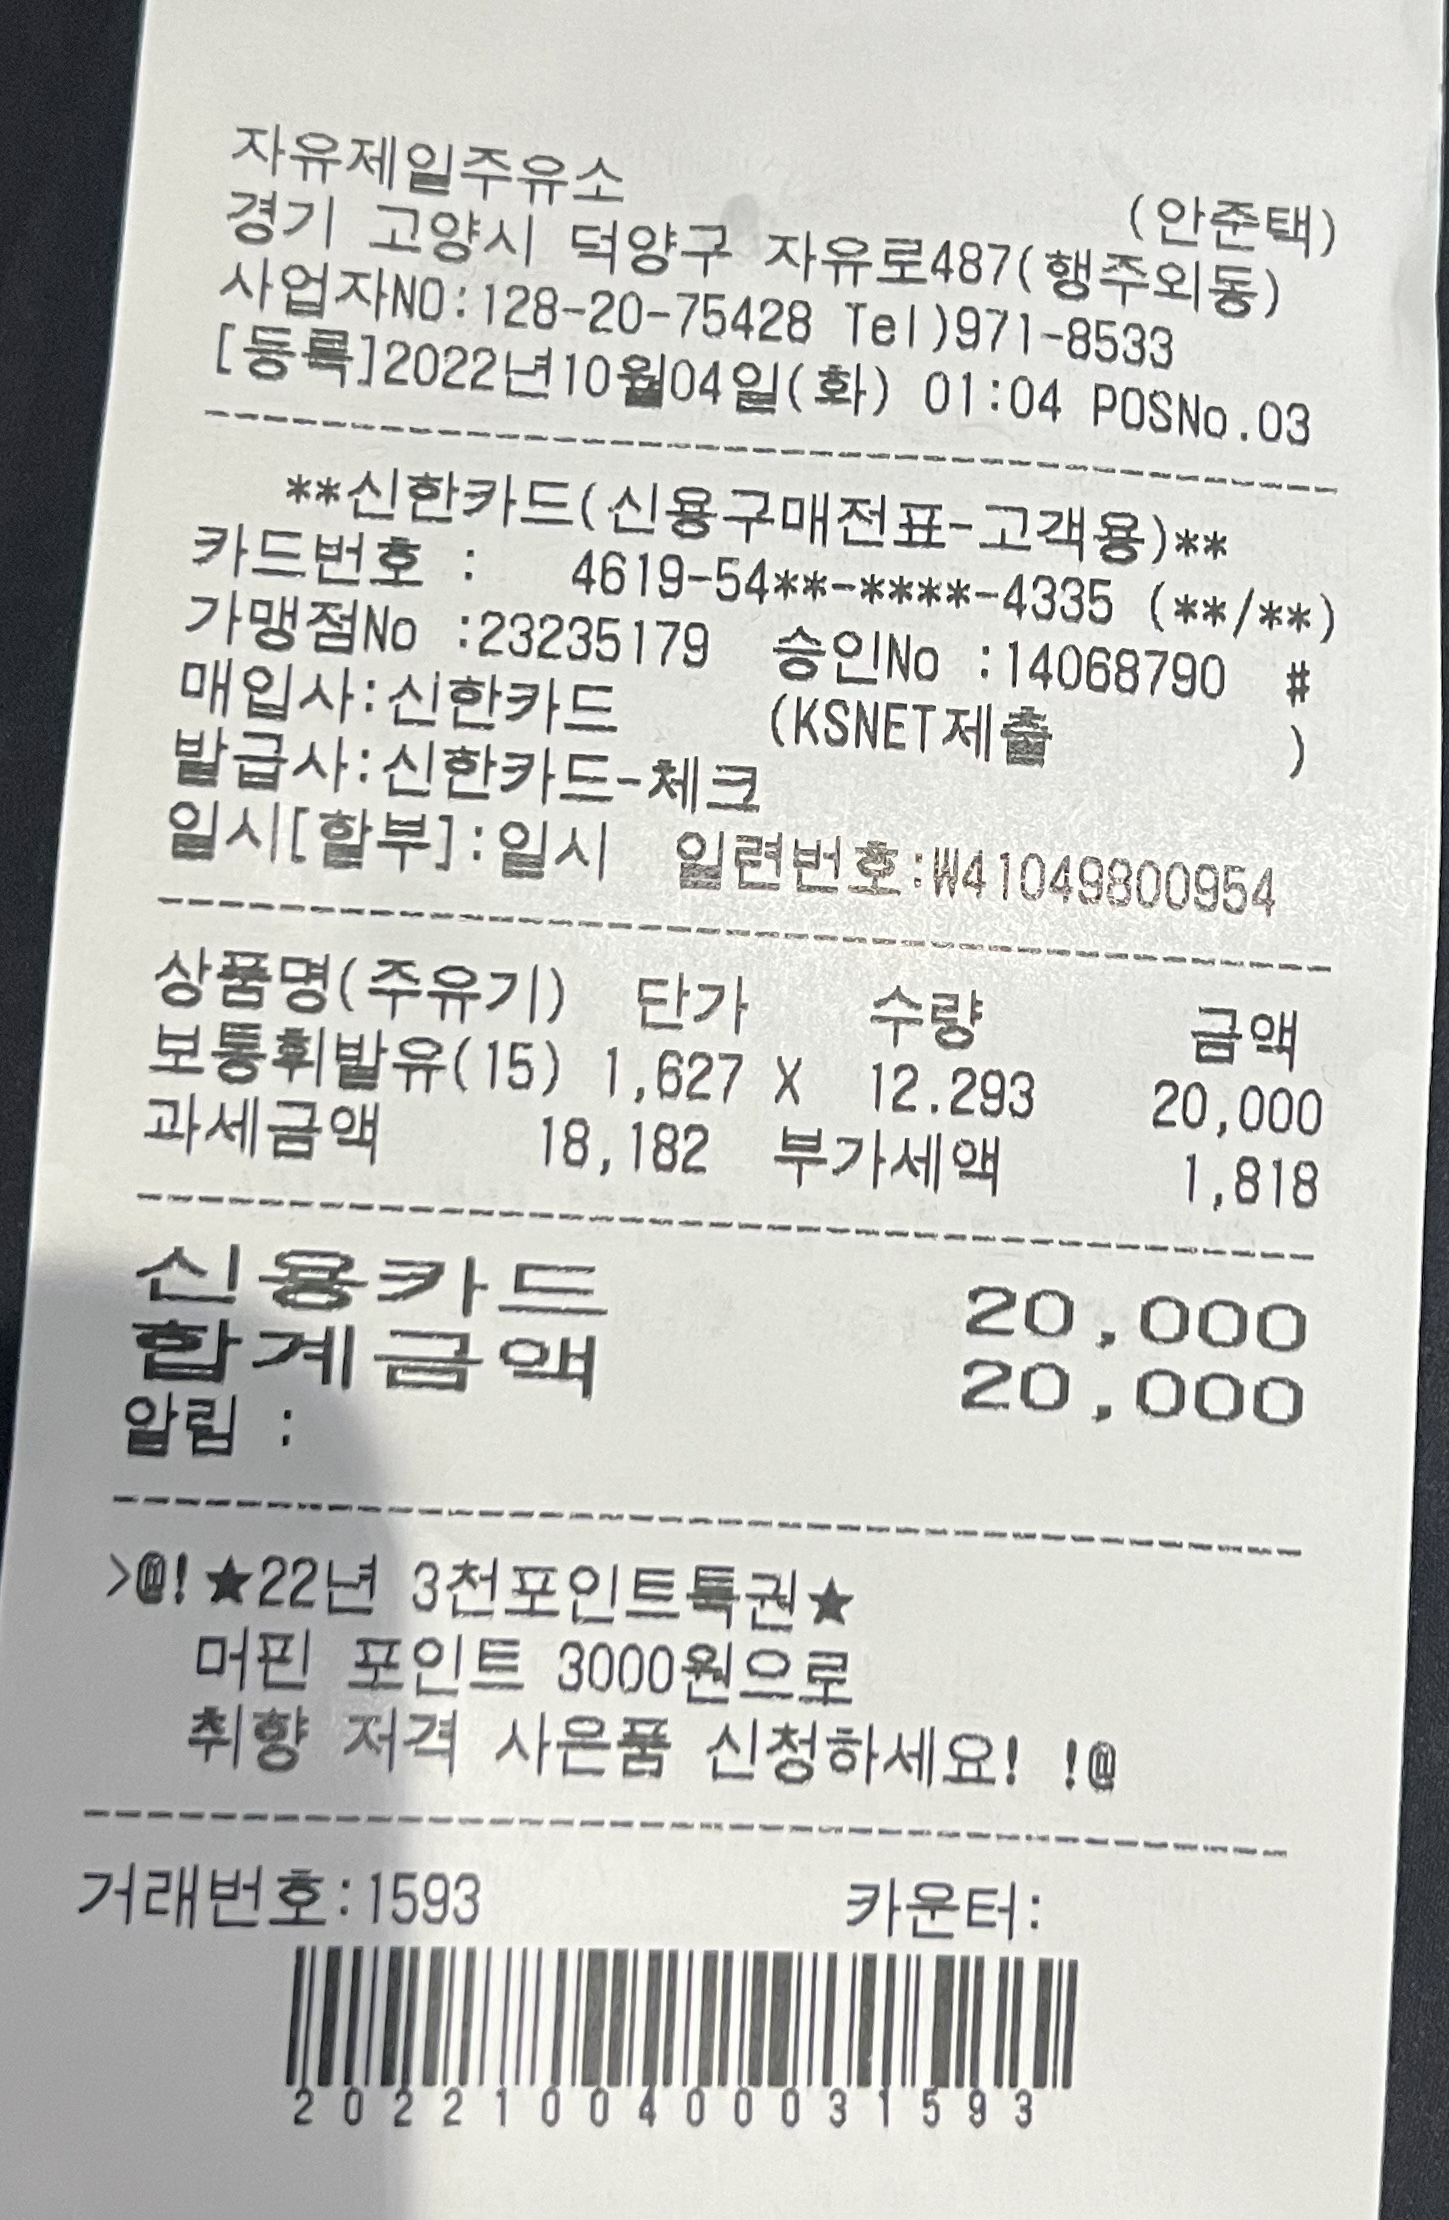 자유제일주유소 (안준택)
경기 고양시 덕양구 자유로487(행주외동)
사업자NO:128-20-75428 Tel)971-8533
[등록]2022년10월04일(화) 01:04 POSNo.03
**신한카드(신용구매전표-고객용)**
카드번호 : 4619-54**-****-4335 (**/**)
가맹점No :23235179 승인No :14068790 #
매입사:신한카드 (KSNET제출 )
발급사:신한카드-체크
일시[할부]:일시 일련번호:W41049800954
상품명(주유기) 단가 수량 금액
보통휘발유(15) 1,627 X 12.293 20,000
과세금액 18,182 부가세액 1,818
신용카드 20,000
합계금액 20,000
알림 :
>@!★22년 3천포인트특권★
머핀 포인트 3000원으로
취향 저격 사은품 신청하세요! !@
거래번호:1593 카운터:
2022100400031593